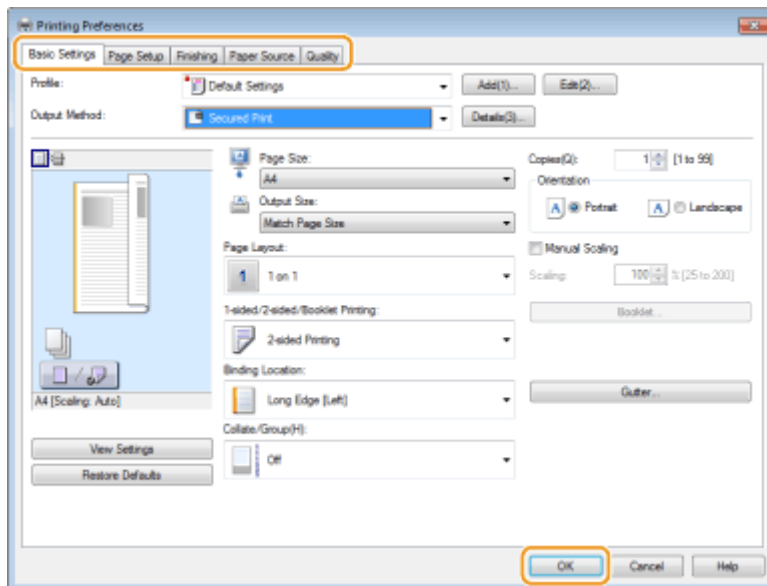 Printing Preferences
Basic Settings Page Setup Finishing Paper Source Quality
Profile: Default Settings Add(1)... Edit(2)...
Output Method: Secured Print Details(3)...
Page Size: Copies(Q): 1 [1 to 99]
A4 Orientation
Output Size: A Portrait A Landscape
Match Page Size
Page Layout: Manual Scaling
1 1 on 1 Scaling: 100 % [25 to 200]
1-sided/2-sided/Booklet Printing: Booklet...
2-sided Printing
Binding Location:
A4 [Scaling: Auto] Long Edge [Left] Gutter...
Collate/Group(H):
View Settings Off
Restore Defaults
OK Cancel Help